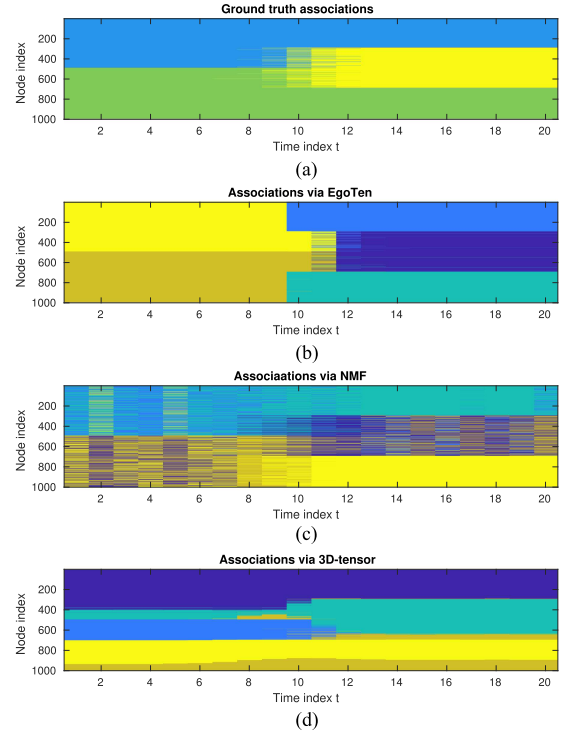 Ground truth associations
Node index
200
400
600
800
1000
2 4 6 8 10 12 14 16 18 20
Time index t
(a)
Associations via EgoTen
Node index
200
400
600
800
1000
2 4 6 8 10 12 14 16 18 20
Time index t
(b)
Associaations via NMF
Node index
200
400
600
800
1000
2 4 6 8 10 12 14 16 18 20
Time index t
(c)
Associations via 3D-tensor
Node index
200
400
600
800
1000
2 4 6 8 10 12 14 16 18 20
Time index t
(d)